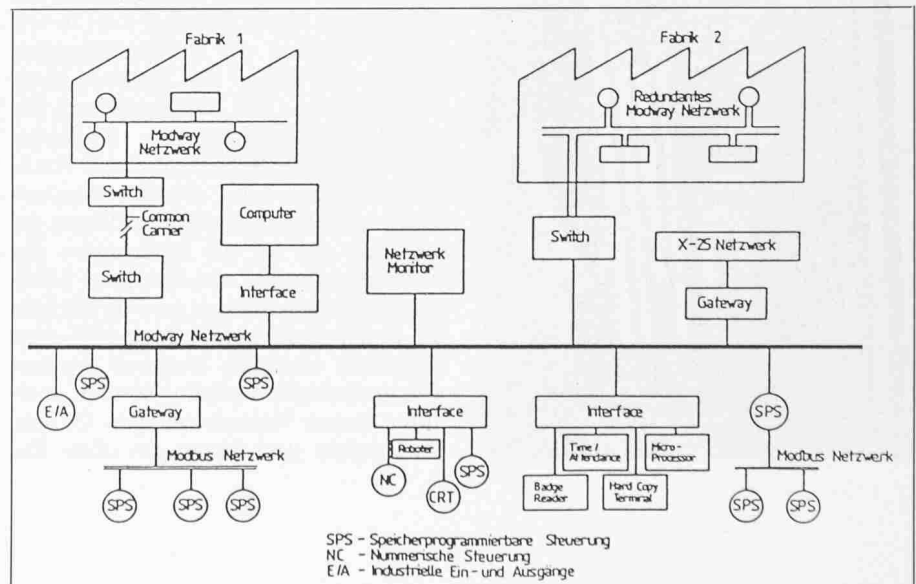 Fabrik 1
Fabrik 2
Modway
Netzwerk
Redundantes
Modway Netzwerk
Switch
Common
Carrier
Computer
Switch
Interface
Netzwerk
Monitor
Switch
X-25 Netzwerk
Gateway
Modway Netzwerk
E/A
SPS
SPS
Gateway
Interface
Interface
SPS
Roboter
NC
CRT
SPS
Time/
Attendance
Micro-
Processor
Badge
Reader
Hard Copy
Terminal
Modbus Netzwerk
SPS
SPS
SPS
Modbus Netzwerk
SPS
SPS
SPS - Speicherprogrammierbare Steuerung
NC - Nummerische Steuerung
E/A - Industrielle Ein- und Ausgänge